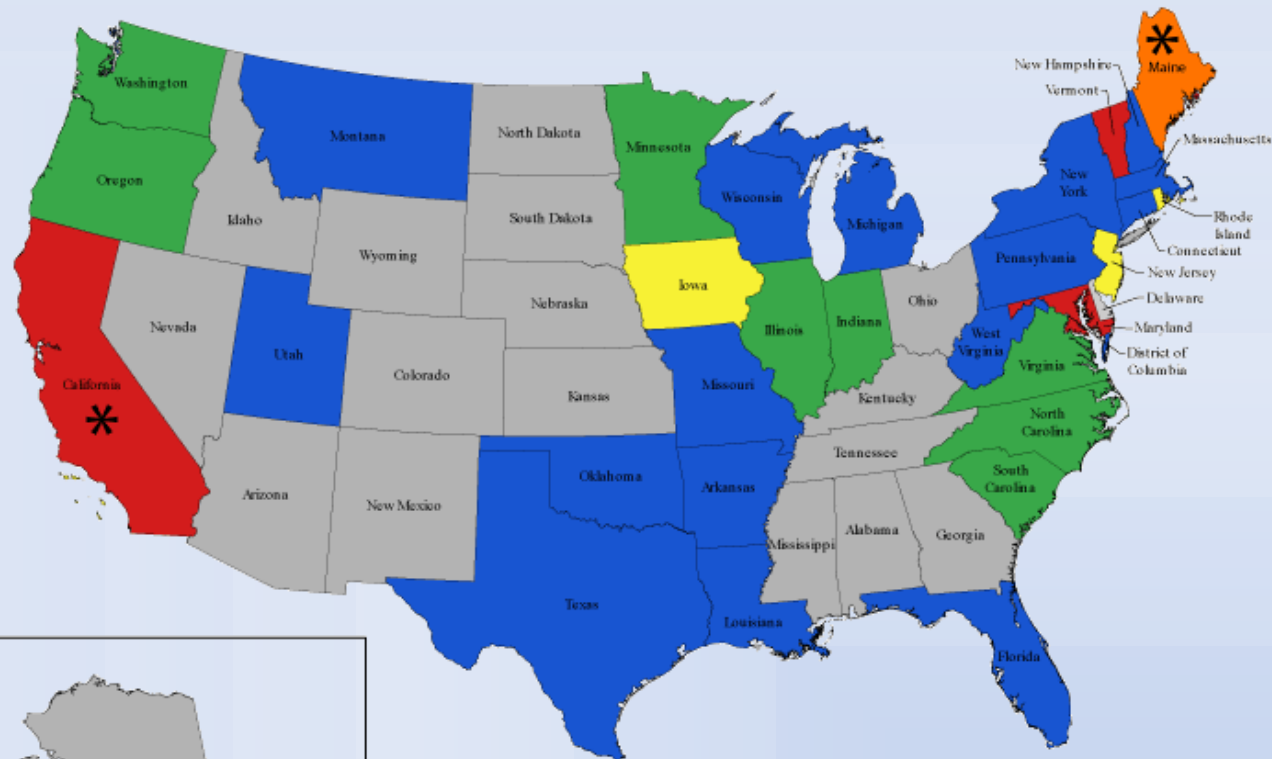 *
Maine
New Hampshire
Vermont
Washington
Montana
North Dakota
Minnesota
Massachusetts
Oregon
New
York
Wisconsin
Michigan
Idaho
South Dakota
Rhode
Island
Connecticut
Wyoming
Pennsylvania
New Jersey
Iowa
Nebraska
Ohio
Delaware
Nevada
Utah
Illinois
Indiana
Maryland
West
Virginia
District of
Columbia
Virginia
Colorado
California
*
Missouri
Kansas
Kentucky
North
Carolina
Tennessee
South
Carolina
Oklahoma
Arkansas
Arizona
New Mexico
Mississippi
Alabama
Georgia
Texas
Louisiana
Florida